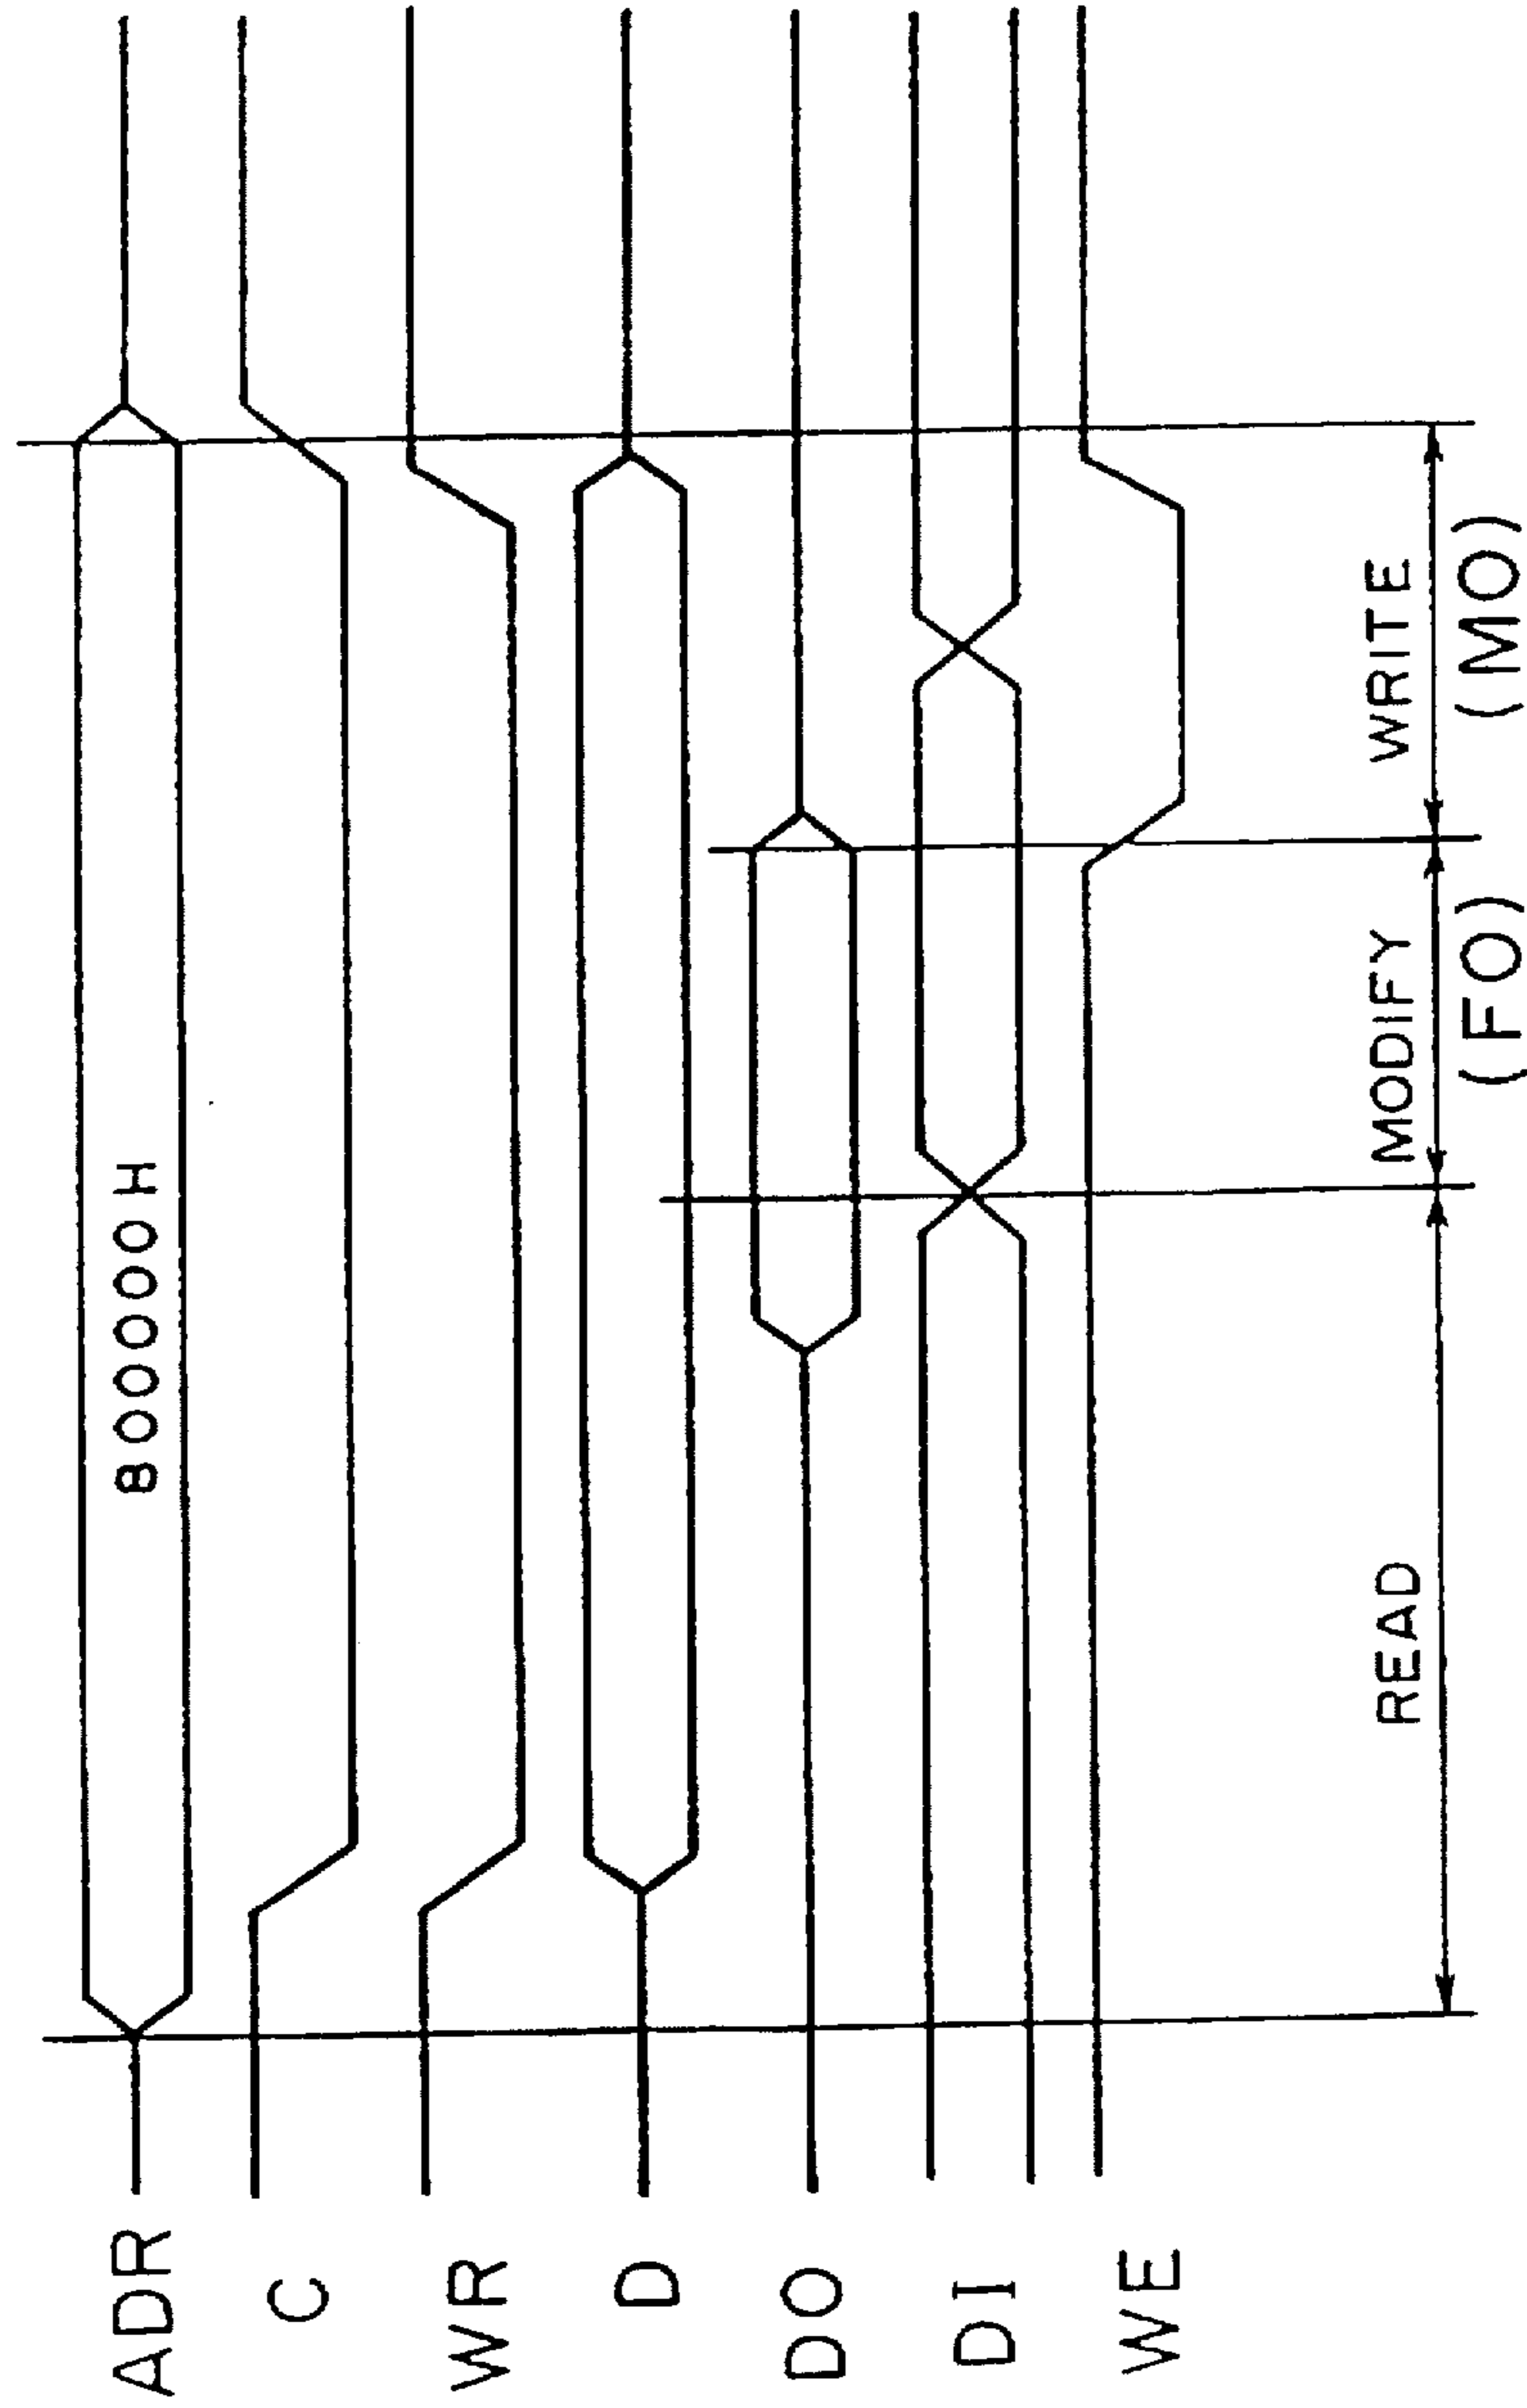 ADR
800000H
C
WR
D
DO
DI
WE
READ
MODIFY
WRITE
(FO)
(MO)